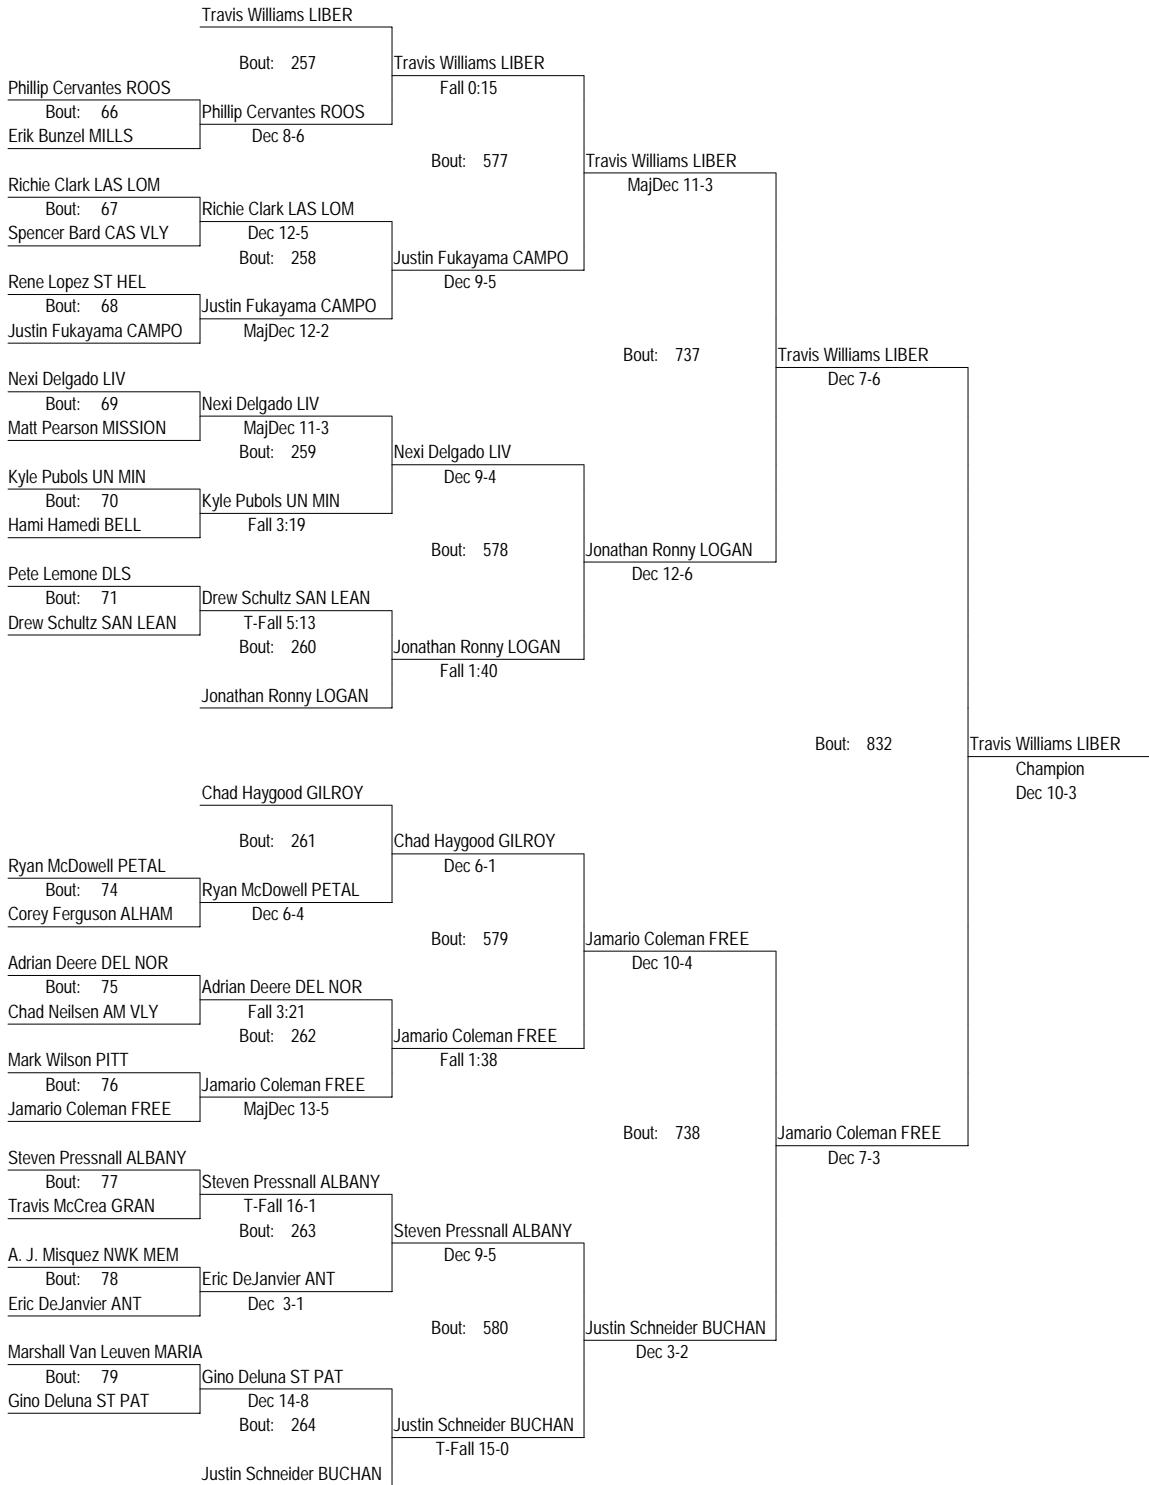 Travis Williams LIBER
Bout: 257
Travis Williams LIBER
Fall 0:15
Phillip Cervantes ROOS
Bout: 66
Phillip Cervantes ROOS
Erik Bunzel MILLS
Dec 8-6
Bout: 577
Travis Williams LIBER
MajDec 11-3
Richie Clark LAS LOM
Bout: 67
Richie Clark LAS LOM
Spencer Bard CAS VLY
Dec 12-5
Bout: 258
Justin Fukayama CAMPO
Dec 9-5
Rene Lopez ST HEL
Bout: 68
Justin Fukayama CAMPO
Justin Fukayama CAMPO
MajDec 12-2
Bout: 737
Travis Williams LIBER
Dec 7-6
Nexi Delgado LIV
Bout: 69
Nexi Delgado LIV
Matt Pearson MISSION
MajDec 11-3
Bout: 259
Nexi Delgado LIV
Dec 9-4
Kyle Pubols UN MIN
Bout: 70
Kyle Pubols UN MIN
Hami Hamedi BELL
Fall 3:19
Bout: 578
Jonathan Ronny LOGAN
Dec 12-6
Pete Lemone DLS
Bout: 71
Drew Schultz SAN LEAN
Drew Schultz SAN LEAN
T-Fall 5:13
Bout: 260
Jonathan Ronny LOGAN
Fall 1:40
Jonathan Ronny LOGAN
Bout: 832
Travis Williams LIBER
Champion
Dec 10-3
Chad Haygood GILROY
Bout: 261
Chad Haygood GILROY
Dec 6-1
Ryan McDowell PETAL
Bout: 74
Ryan McDowell PETAL
Corey Ferguson ALHAM
Dec 6-4
Bout: 579
Jamario Coleman FREE
Dec 10-4
Adrian Deere DEL NOR
Bout: 75
Adrian Deere DEL NOR
Chad Neilsen AM VLY
Fall 3:21
Bout: 262
Jamario Coleman FREE
Fall 1:38
Mark Wilson PITT
Bout: 76
Jamario Coleman FREE
Jamario Coleman FREE
MajDec 13-5
Bout: 738
Jamario Coleman FREE
Dec 7-3
Steven Pressnall ALBANY
Bout: 77
Steven Pressnall ALBANY
Travis McCrea GRAN
T-Fall 16-1
Bout: 263
Steven Pressnall ALBANY
Dec 9-5
A. J. Misquez NWK MEM
Bout: 78
Eric DeJanvier ANT
Eric DeJanvier ANT
Dec 3-1
Bout: 580
Justin Schneider BUCHAN
Dec 3-2
Marshall Van Leuven MARIA
Bout: 79
Gino Deluna ST PAT
Gino Deluna ST PAT
Dec 14-8
Bout: 264
Justin Schneider BUCHAN
T-Fall 15-0
Justin Schneider BUCHAN